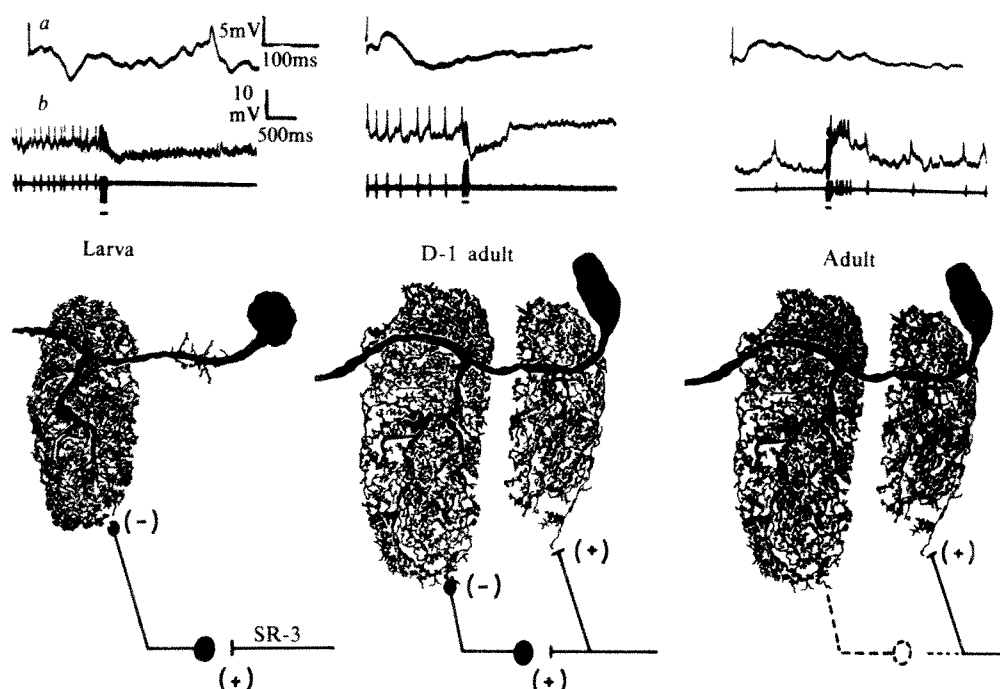 a
5mV
100ms
b
10
mV
500ms
Larva
D-1 adult
Adult
(-)
(+)
(+)
(-)
SR-3
(+)
(+)